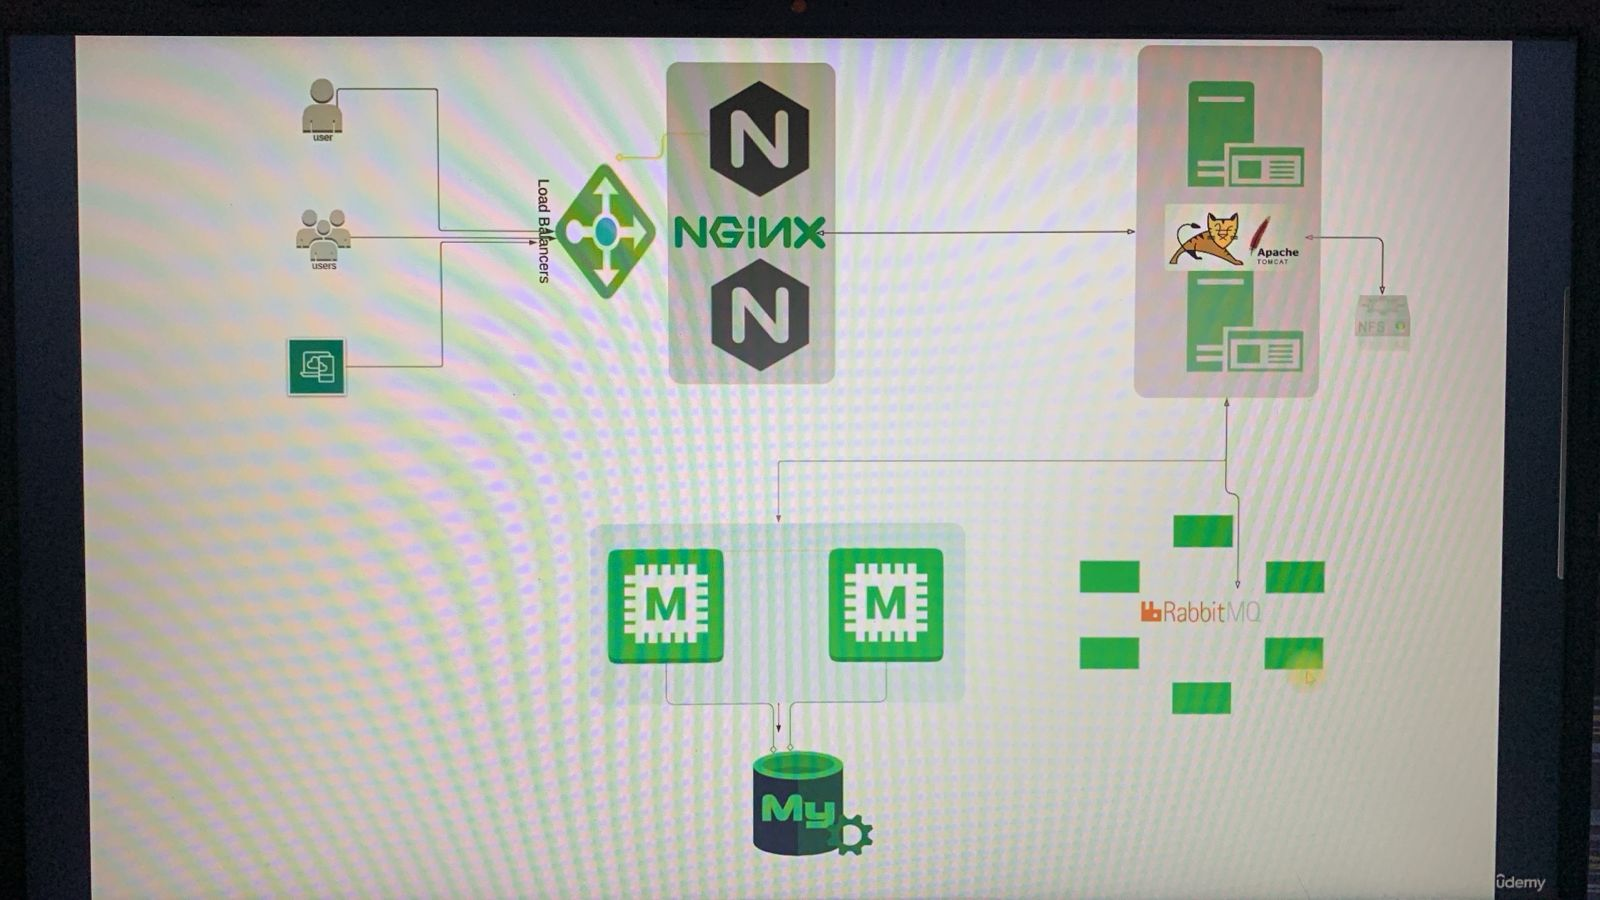 user
users
Load Balancers
N
NGINX
N
Apache
TOMCAT
NFS
M
M
RabbitMQ
My
ûdemy